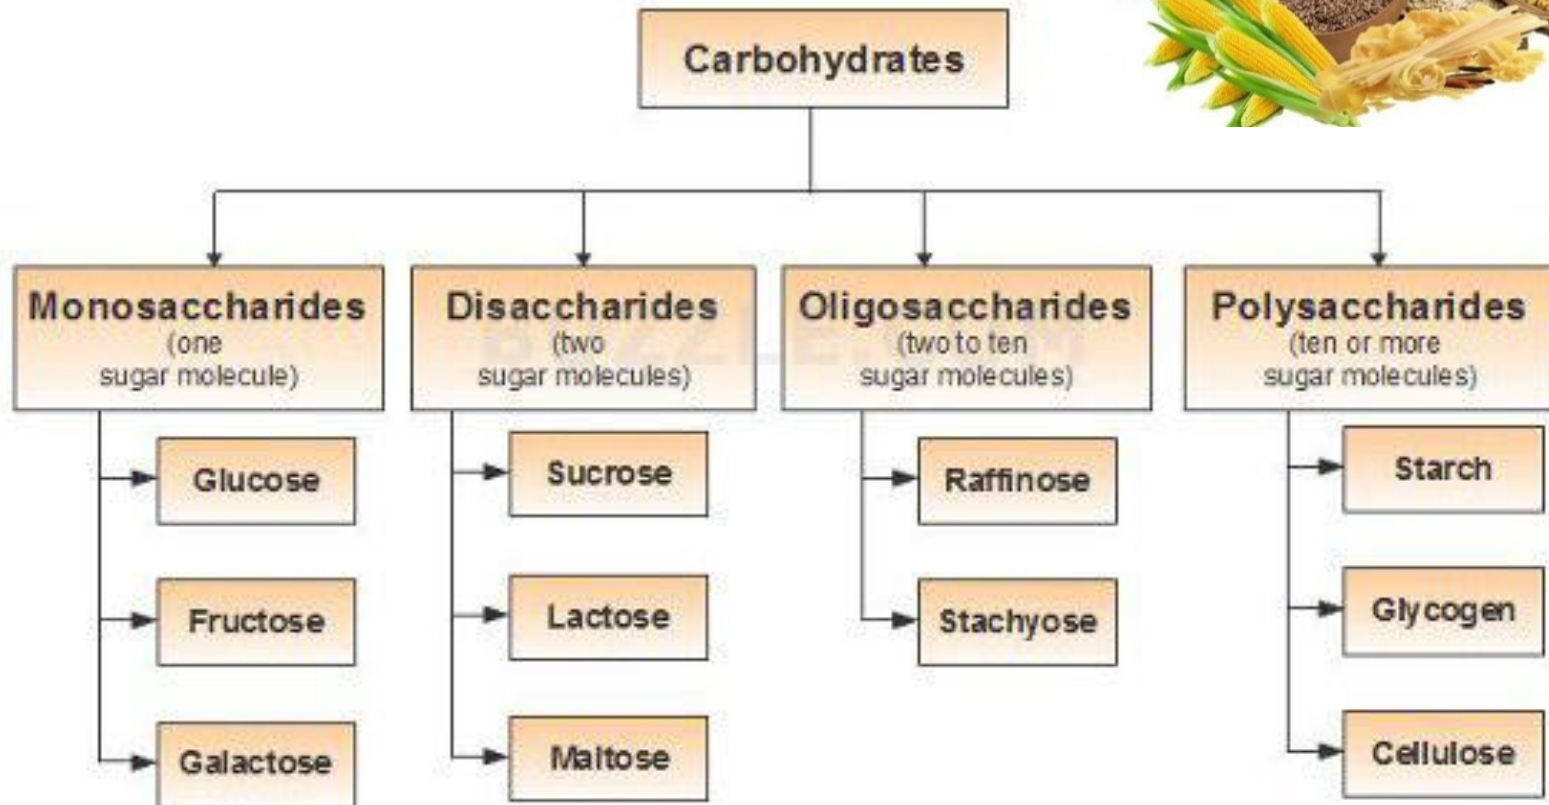 Carbohydrates
Monosaccharides
(one
sugar molecule)
Glucose
Fructose
Galactose
Disaccharides
(two
sugar molecules)
Sucrose
Lactose
Maltose
Oligosaccharides
(two to ten
sugar molecules)
Raffinose
Stachyose
Polysaccharides
(ten or more
sugar molecules)
Starch
Glycogen
Cellulose